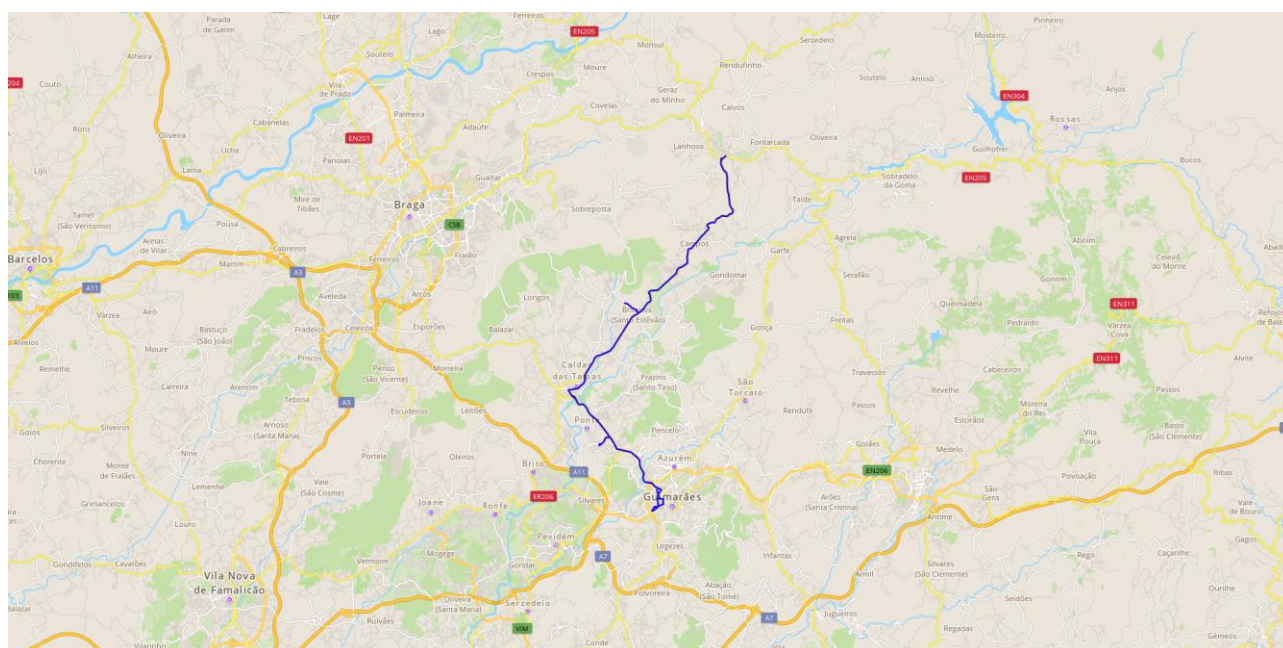 Parada
de Gatim
Lage
Lago
Ferreiros
EN205
Pinheiro
Mosteiro
Serzedelo
Monsul
Alheira
Soutelo
Moure
Rendufinho
Crespos
Geraz
do Minho
Soutelo
Anissó
Anjos
Couto
Vila
de Prado
EN304
Roriz
Oliveira
Cabanelas
Palmeira
Covelas
Calvos
Rossas
Adaúfe
EN201
Ucha
Panoias
Lanhoso
Fontarcada
Oliveira
Guilhofrei
Lijó
Lama
Gualtar
Bucos
Sobradelo
da Goma
EN205
Mire de
Tibães
Braga
Sobreposta
Taíde
Tamel
(São Veríssimo)
Pousa
C5B
Areias
de Vilar
Cabreiros
Campos
Garfe
Agrela
Aboim
Barcelos
Martim
A3
Ferreiros
Fraião
Gondomar
Serafão
Gontim
Celeiró
do Monte
A11
Aveleda
Arcos
Longos
(Santo Estêvão)
Queimadela
EN311
Várzea
Airó
Bastuço
(São João)
Fradelos
Celeirós
Esporões
Balazar
Gonça
Freitas
Pedraído
Várzea
Cova
Alvelos
Moure
Priscos
Penso
(São Vicente)
Morreira
Caldas
das Taipas
Prazins
(Santo Tirso)
São
Torcato
Travassós
Cabeceiros
EN311
Alvite
Remelhe
Carreira
Arentim
Tebosa
A3
Escudeiros
Leitões
Revelhe
Passos
Silveiros
Arnoso
(Santa Maria)
Rendufe
Passos
Estorãos
Moreira
do Rei
Goios
Pencelo
Vila
Pouca
Basto
(São Clemente)
Chorente
Monte
de Fralães
Nine
Portela
Oleiros
Brito
A11
Azurém
Golães
Medelo
EN206
Povoação
Ribas
Lemenhe
Vale
(São Cosme)
Joane
Ronfe
ER206
Silvares
Guimarães
Arões
(Santa Cristina)
São
Gens
Grimancelos
Louro
Pevidém
Antime
Vale
de Bouro
Gondifelos
Cavalões
Vermoim
Mogege
Gondar
A7
Urgezes
Infantas
Silvares
(São Clemente)
Rego
Caçarilhe
Gagos
Vila Nova
de Famalicão
Abação
(São Tomé)
Armil
Balazar
Oliveira
(Santa Maria)
Serzedelo
Polvoreira
Seidões
Ourilhe
Ruivães
VIM
A7
Jugueiros
Regadas
Conde
Gémeos